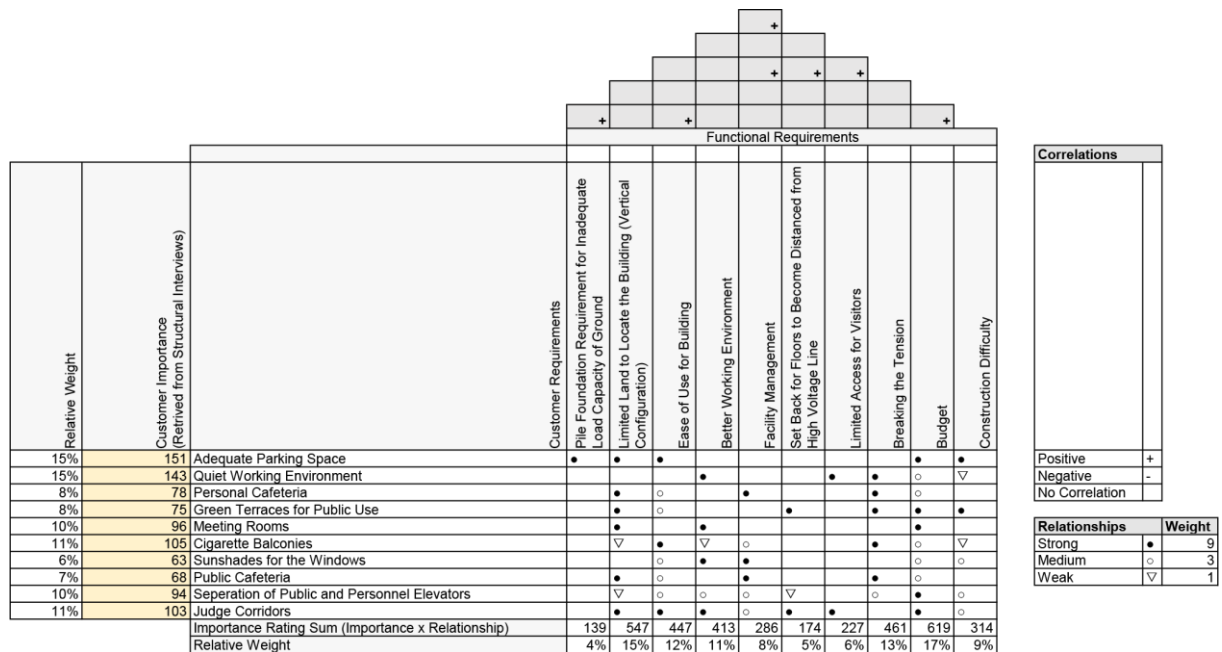 +
+ + +
+ + +
Functional Requirements
Correlations
Relative Weight
Customer Importance
(Retrived from Structural Interviews)
Customer Requirements
Pile Foundation Requirement for Inadequate
Load Capacity of Ground
Limited Land to Locate the Building (Vertical
Configuration)
Ease of Use for Building
Better Working Environment
Facility Management
Set Back for Floors to Become Distanced from
High Voltage Line
Limited Access for Visitors
Breaking the Tension
Budget
Construction Difficulty
15% 151 Adequate Parking Space ● ● ● ● ●
15% 143 Quiet Working Environment ● ● ● ○ ▽
8% 78 Personal Cafeteria ● ○ ● ● ○
8% 75 Green Terraces for Public Use ● ○ ● ● ● ●
10% 96 Meeting Rooms ● ● ●
11% 105 Cigarette Balconies ▽ ● ▽ ○ ● ○ ▽
6% 63 Sunshades for the Windows ○ ● ● ○ ○
7% 68 Public Cafeteria ● ○ ● ● ○
10% 94 Seperation of Public and Personnel Elevators ▽ ○ ○ ○ ▽ ○ ● ○
11% 103 Judge Corridors ● ● ● ○ ● ● ● ○
Importance Rating Sum (Importance x Relationship) 139 547 447 413 286 174 227 461 619 314
Relative Weight 4% 15% 12% 11% 8% 5% 6% 13% 17% 9%
Positive +
Negative -
No Correlation
Relationships Weight
Strong ● 9
Medium ○ 3
Weak ▽ 1